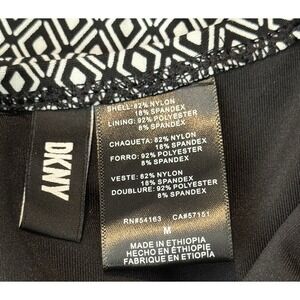 SHELL: 82% NYLON
18% SPANDEX
LINING: 92% POLYESTER
8% SPANDEX
CHAQUETA: 82% NYLON
18% SPANDEX
FORRO: 92% POLYESTER
8% SPANDEX
VESTE: 82% NYLON
18% SPANDEX
DOUBLURE: 92% POLYESTER
8% SPANDEX
RN#54163 CA#57151
M
MADE IN ETHIOPIA
HECHO EN ETIÓPIA
FABRIQUE EN ETIOPIA
DKNY